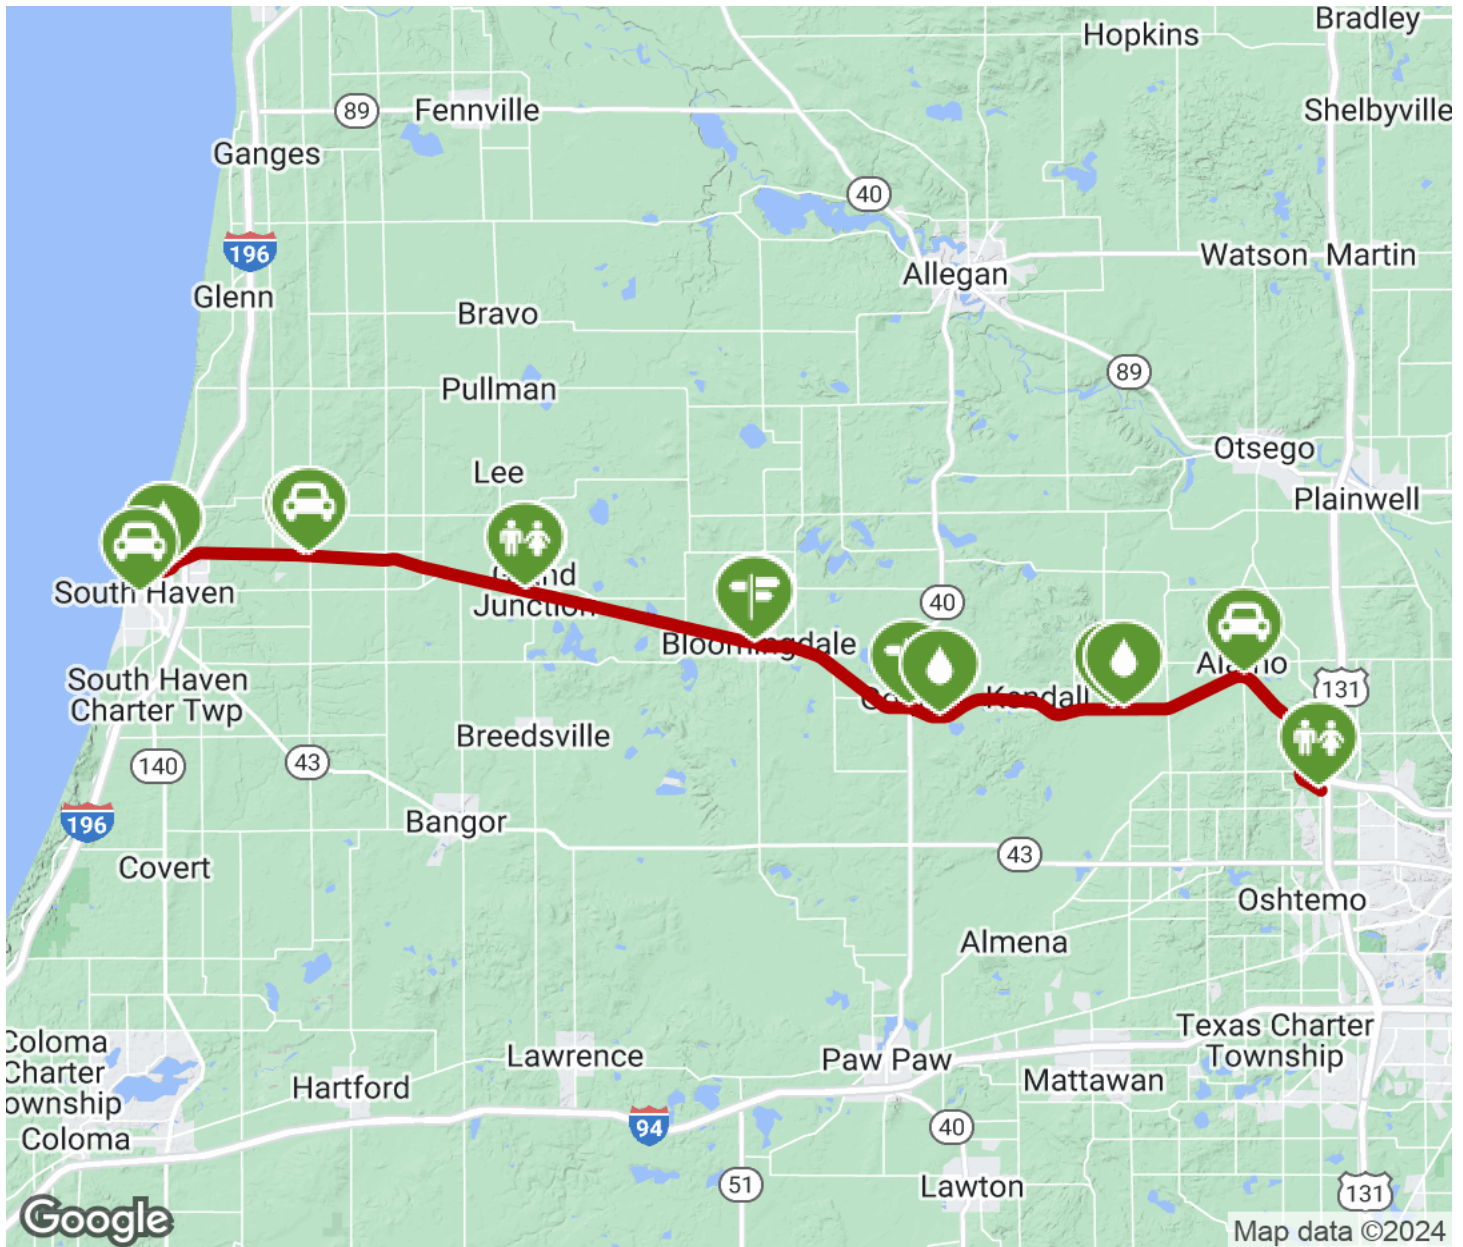 Bradley
Hopkins
89
Fennville
Shelbyville
Ganges
40
196
Watson
Martin
Allegan
Glenn
Bravo
89
Pullman
Otsego
Lee
Plainwell
South Haven
Junction
40
Bloomingdale
Kendall
131
South Haven
Charter Twp
Breedsville
140
43
196
Bangor
43
Covert
Oshtemo
Almena
Coloma
Charter
ownship
Coloma
Texas Charter
Township
Lawrence
Paw Paw
Hartford
Mattawan
94
40
51
Lawton
131
Google
Map data ©2024